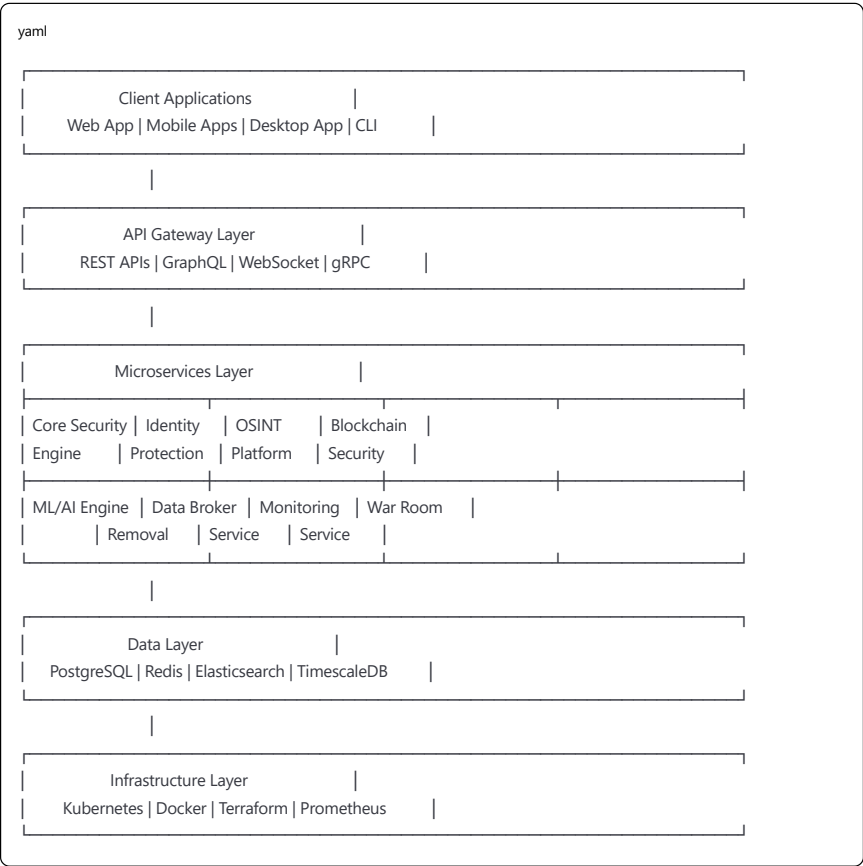 yaml
Client Applications
Web App | Mobile Apps | Desktop App | CLI
API Gateway Layer
REST APIs | GraphQL | WebSocket | gRPC
Microservices Layer
│ Core Security │ Identity │ OSINT │ Blockchain │
│ Engine │ Protection │ Platform │ Security │
│ ML/AI Engine │ Data Broker │ Monitoring │ War Room │
│ │ Removal │ Service │ Service │
Data Layer
PostgreSQL | Redis | Elasticsearch | TimescaleDB
Infrastructure Layer
Kubernetes | Docker | Terraform | Prometheus